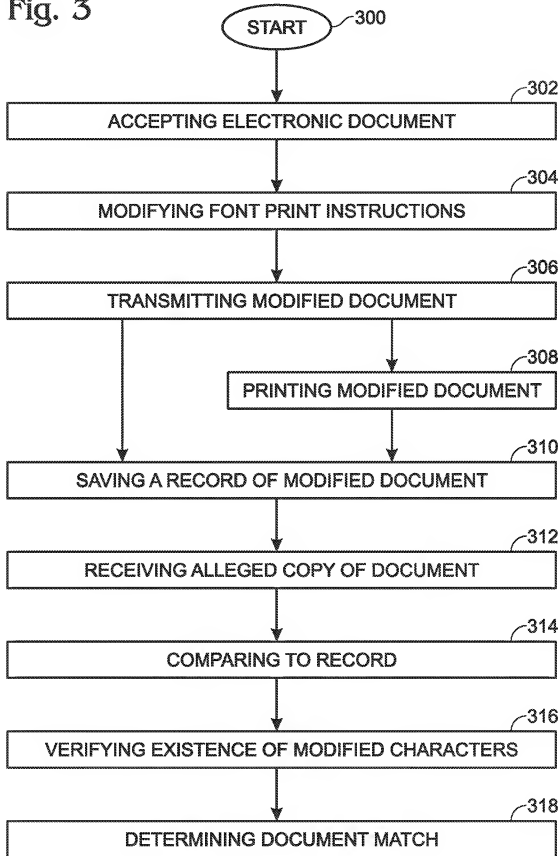 Fig. 3
START
300
302
ACCEPTING ELECTRONIC DOCUMENT
304
MODIFYING FONT PRINT INSTRUCTIONS
306
TRANSMITTING MODIFIED DOCUMENT
308
PRINTING MODIFIED DOCUMENT
310
SAVING A RECORD OF MODIFIED DOCUMENT
312
RECEIVING ALLEGED COPY OF DOCUMENT
314
COMPARING TO RECORD
316
VERIFYING EXISTENCE OF MODIFIED CHARACTERS
318
DETERMINING DOCUMENT MATCH